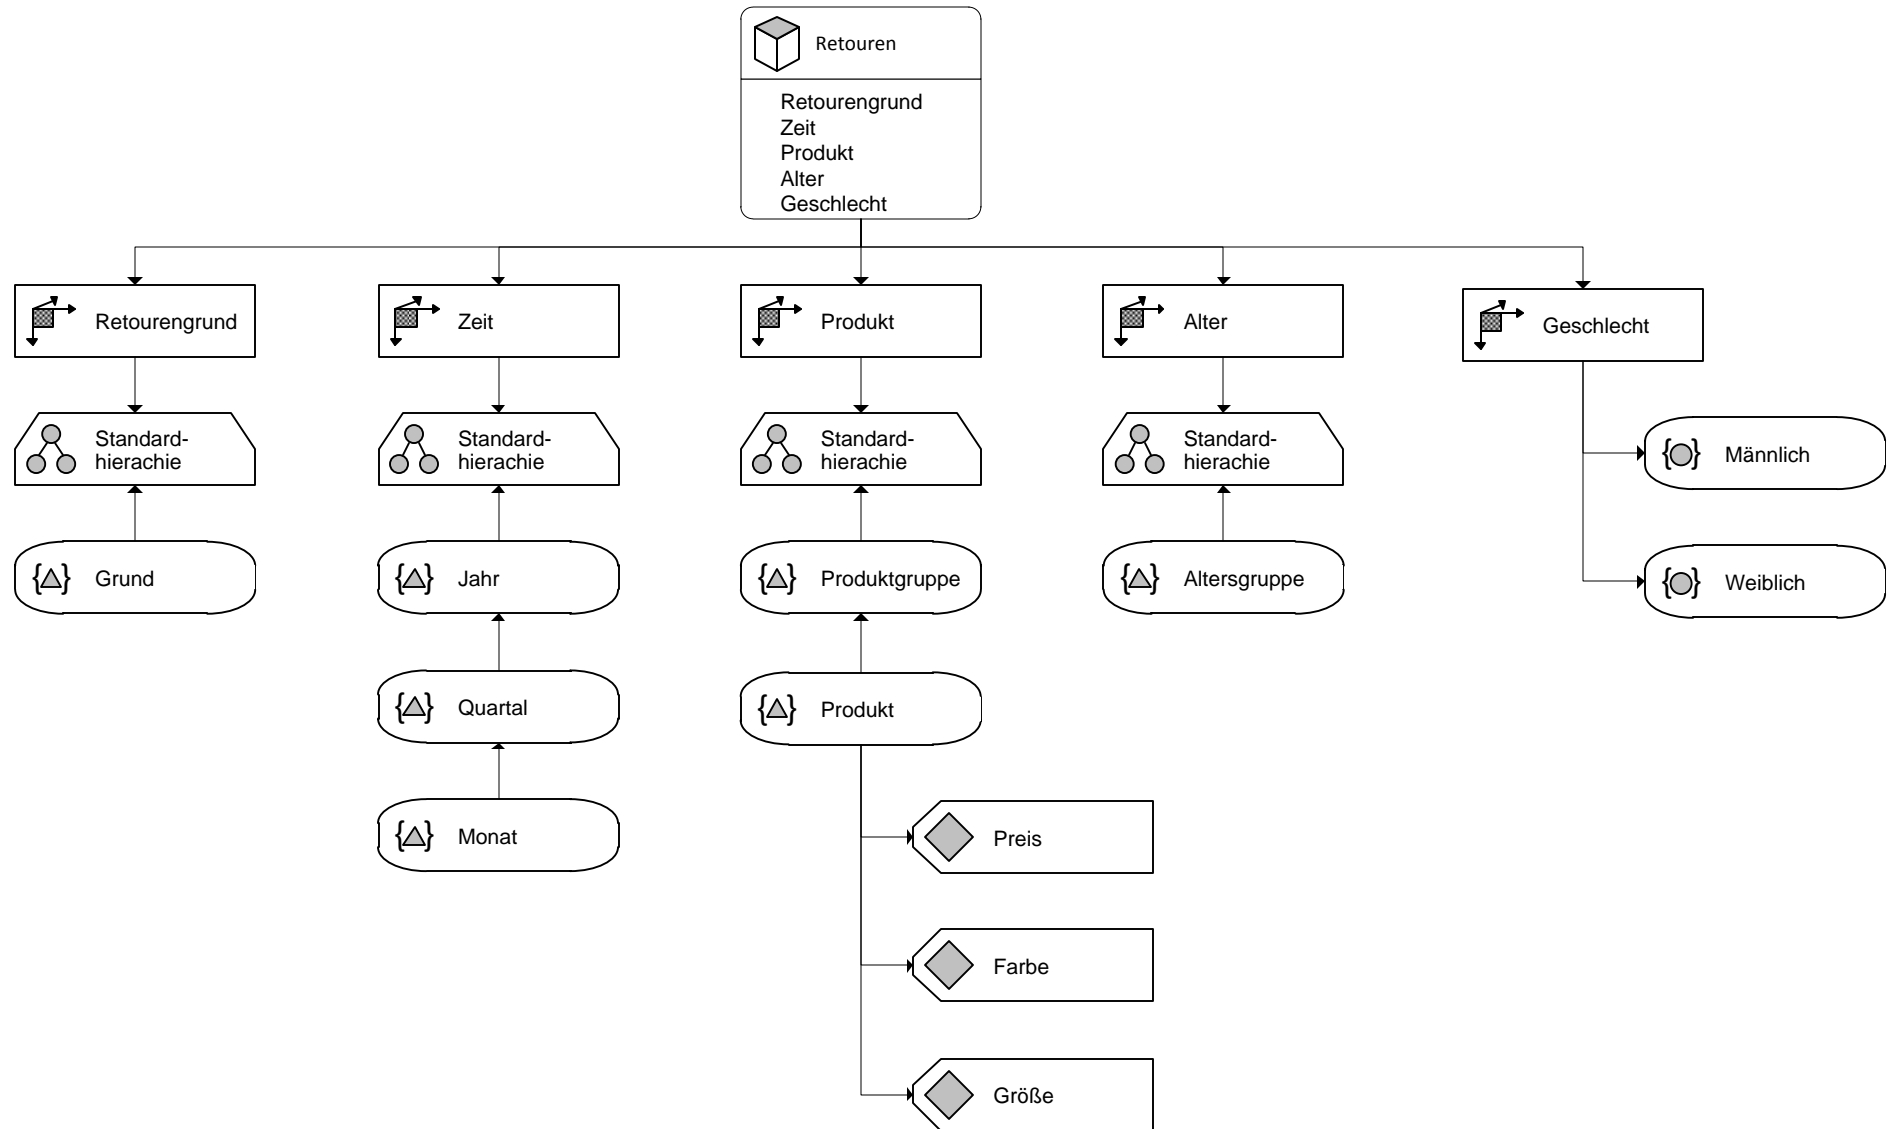 Retouren
Retourengrund
Zeit
Produkt
Alter
Geschlecht
Retourengrund
Zeit
Produkt
Alter
Geschlecht
Standard-
hierachie
Standard-
hierachie
Standard-
hierachie
Standard-
hierachie
Männlich
Grund
Jahr
Produktgruppe
Altersgruppe
Weiblich
Quartal
Produkt
Monat
Preis
Farbe
Größe